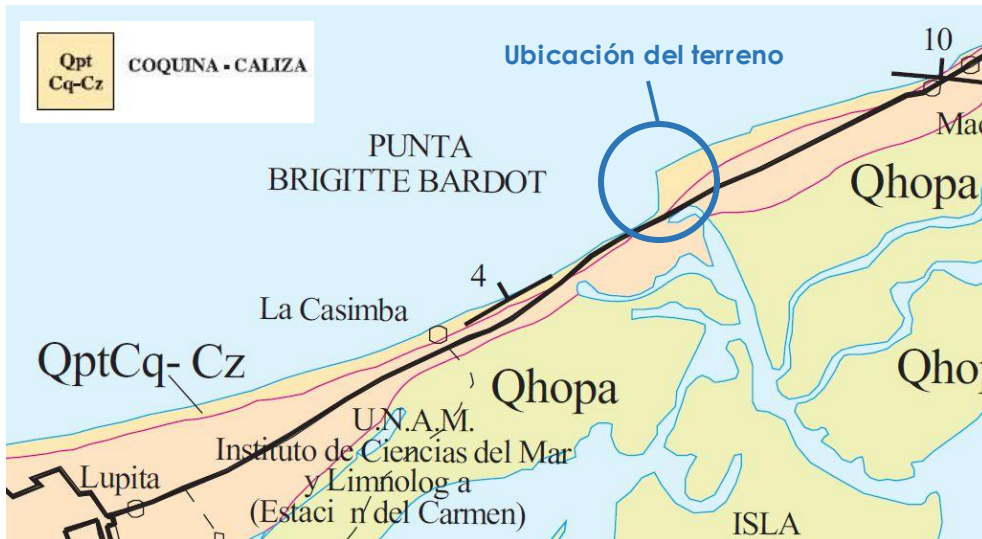 Qpt
Cq-Cz
COQUINA - CALIZA
Ubicación del terreno
10
PUNTA
BRIGITTE BARDOT
Mac
Qhopa
4
La Casimba
QptCq- Cz
Qhopa
Qhop
U.N.A.M.
Instituto de Ciencias del Mar
y Limnolog a
(Estaci n del Carmen)
Lupita
ISLA